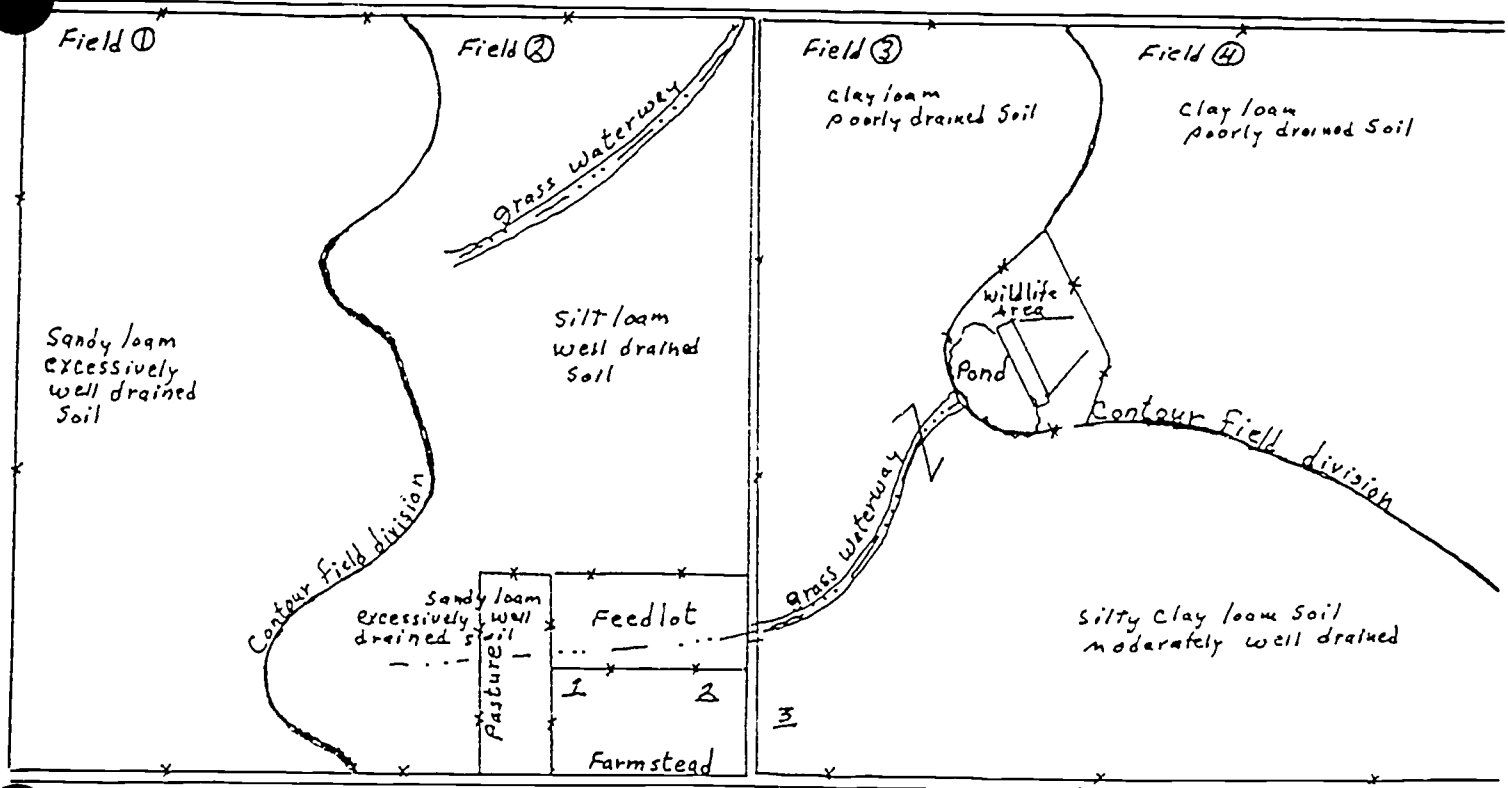 Field ①
Field ②
Field ③
Field ④
grass waterway
Clay loam
poorly drained Soil
Clay loam
poorly drained Soil
Sandy loam
excessively
well drained
Soil
Silt loam
well drained
Soil
wildlife
Area
Pond
Contour Field division
grass waterway
Contour field division
Sandy loam
excessively well
drained soil
Pasture
Feedlot
1
2
3
Farmstead
Silty Clay loam Soil
moderately well drained